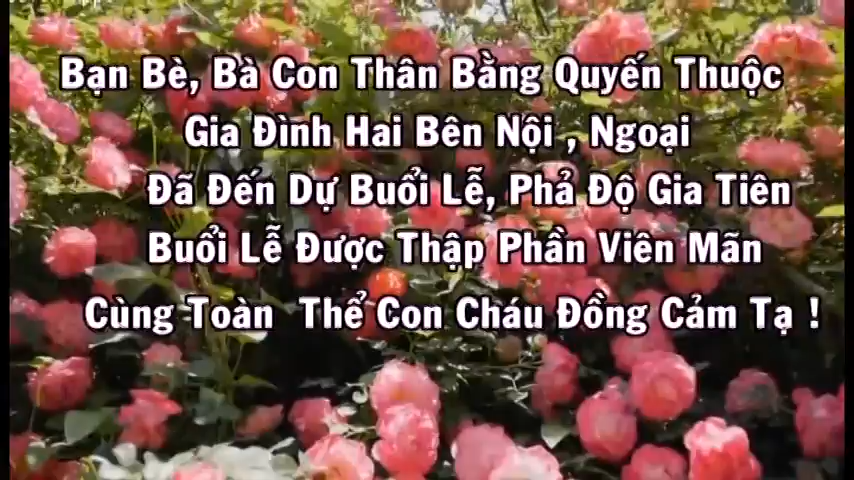 Bạn Bè, Bà Con Thân Bằng Quyến Thuộc
Gia Đình Hai Bên Nội , Ngoại
Đã Đến Dự Buổi Lễ, Phả Độ Gia Tiên
Buổi Lễ Được Thập Phần Viên Mãn
Cùng Toàn Thể Con Cháu Đồng Cảm Tạ !